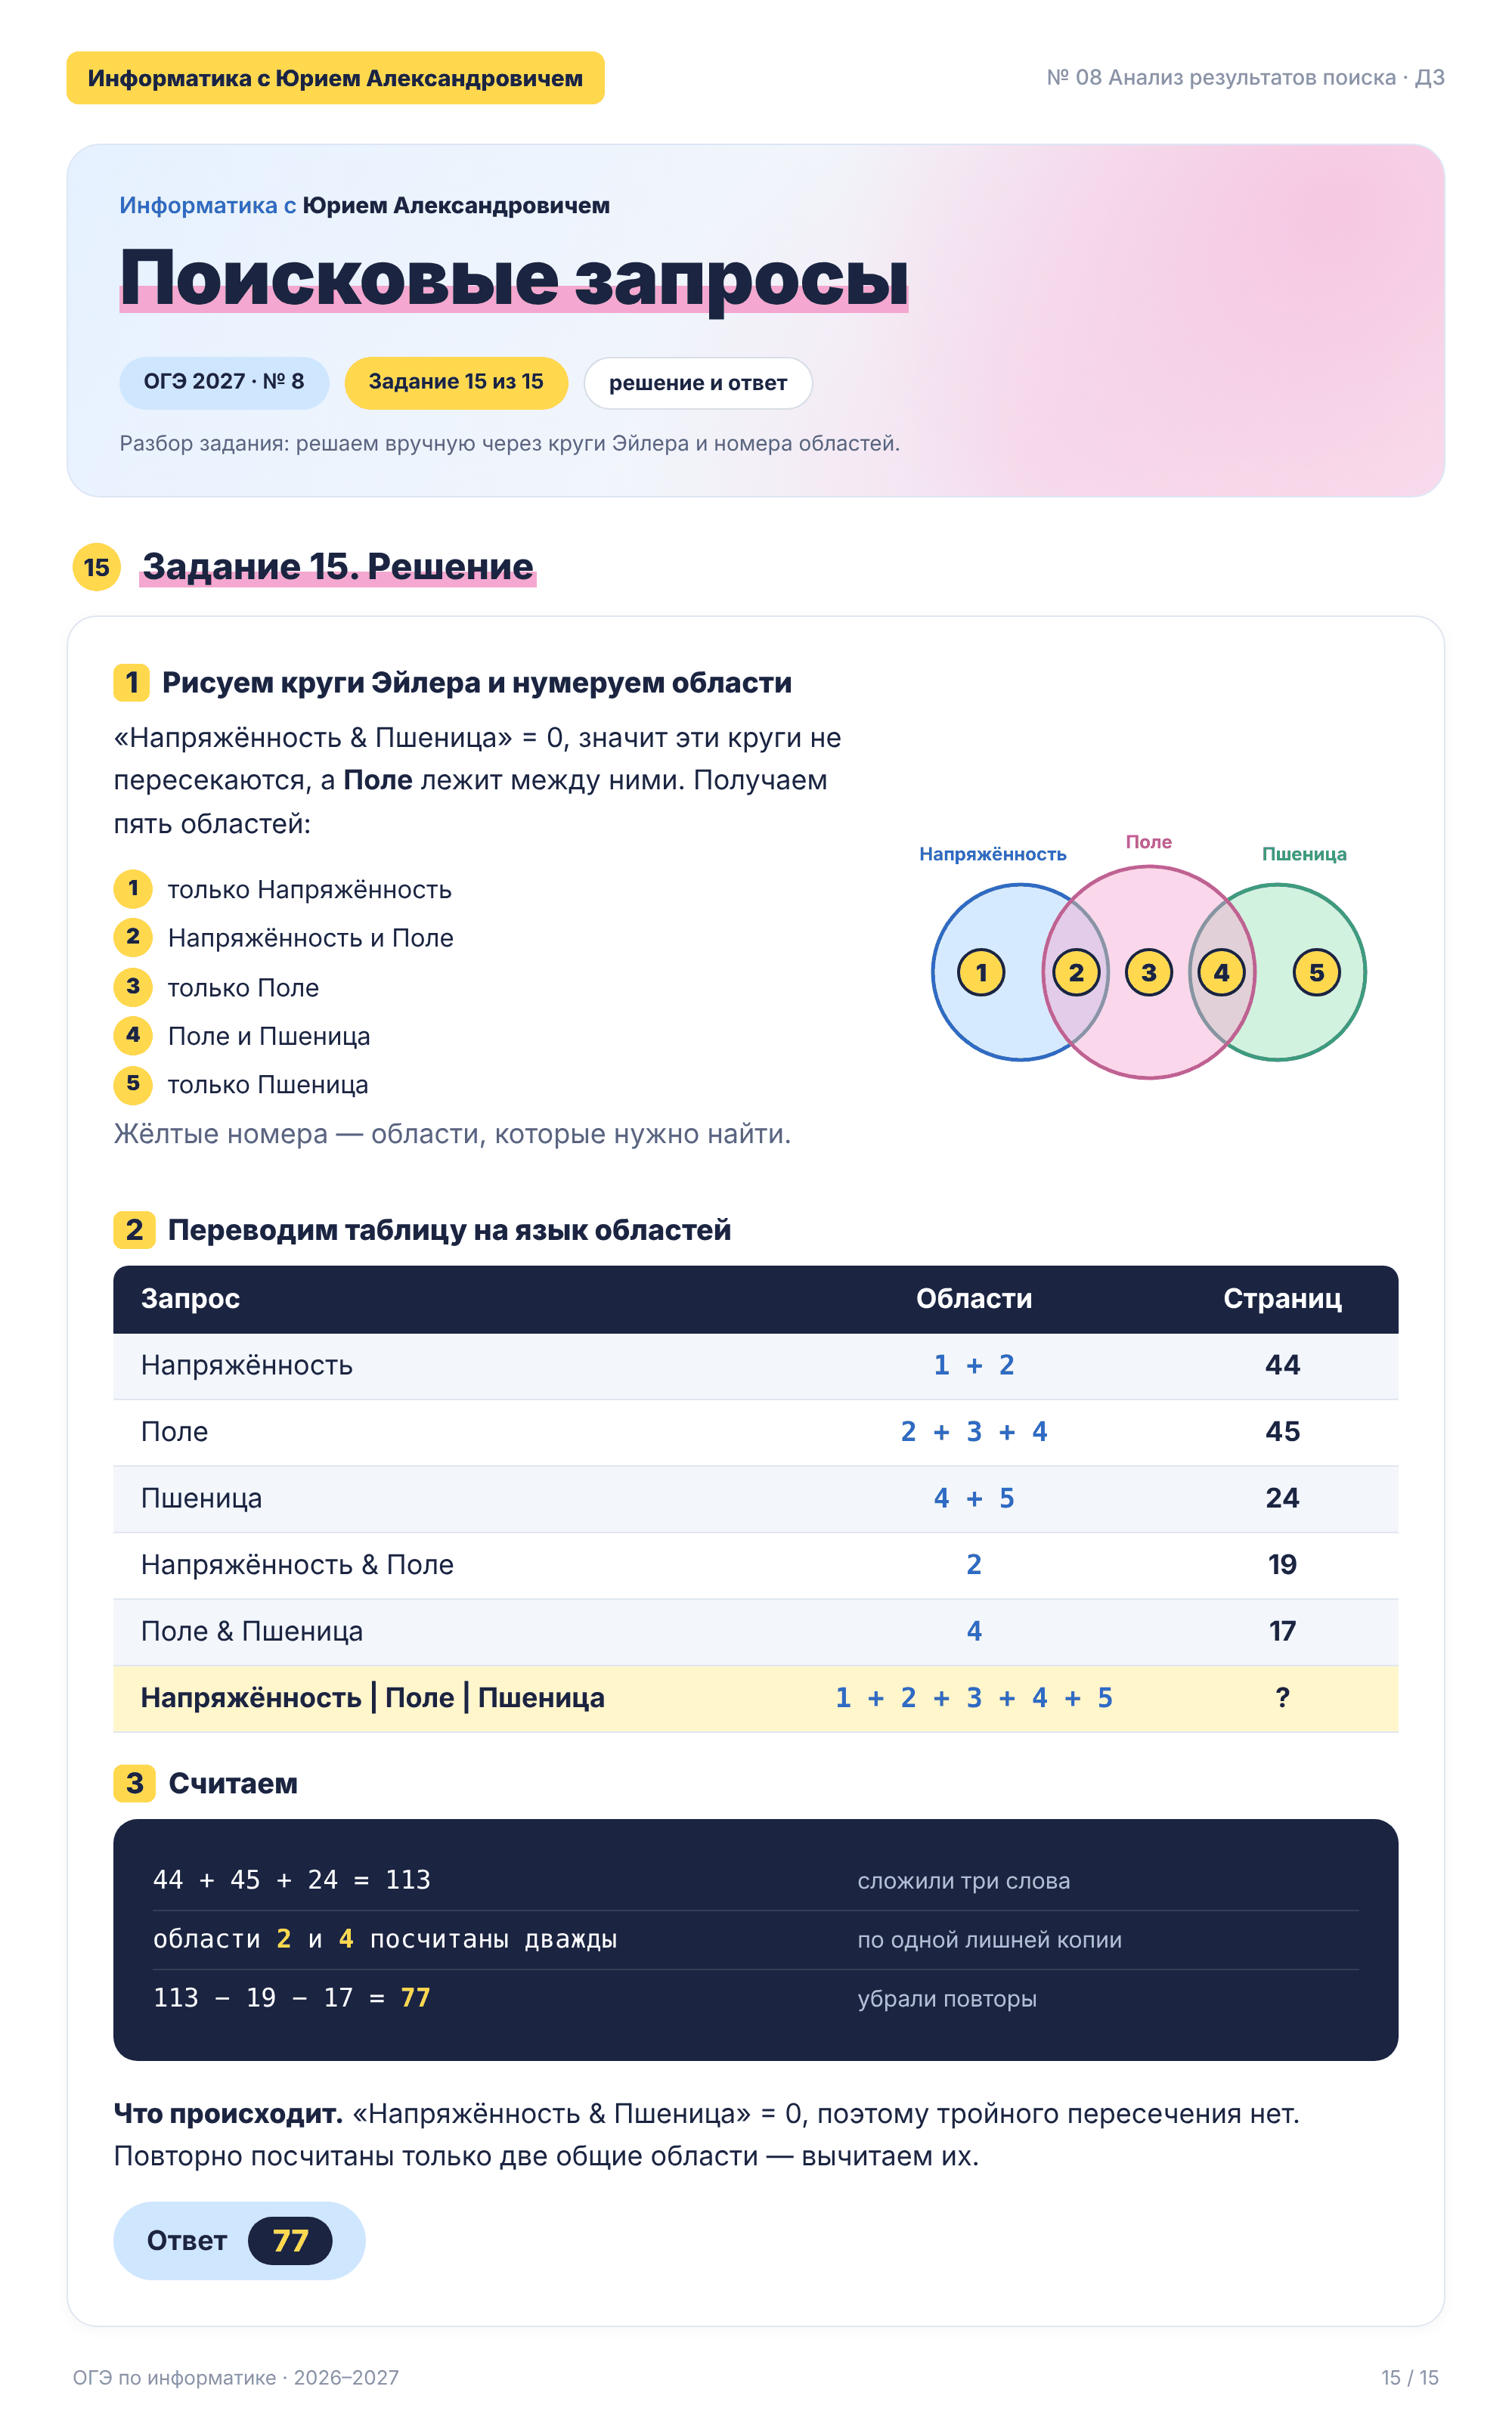 Информатика с Юрием Александровичем
№ 08 Анализ результатов поиска · ДЗ
Информатика с Юрием Александровичем
Поисковые запросы
ОГЭ 2027 · № 8
Задание 15 из 15
решение и ответ
Разбор задания: решаем вручную через круги Эйлера и номера областей.
15 Задание 15. Решение
1 Рисуем круги Эйлера и нумеруем области
«Напряжённость & Пшеница» = 0, значит эти круги не
пересекаются, а Поле лежит между ними. Получаем
пять областей:
1 только Напряжённость
2 Напряжённость и Поле
3 только Поле
4 Поле и Пшеница
5 только Пшеница
Жёлтые номера — области, которые нужно найти.
Напряжённость Поле Пшеница
1 2 3 4 5
2 Переводим таблицу на язык областей
Запрос Области Страниц
Напряжённость 1 + 2 44
Поле 2 + 3 + 4 45
Пшеница 4 + 5 24
Напряжённость & Поле 2 19
Поле & Пшеница 4 17
Напряжённость | Поле | Пшеница 1 + 2 + 3 + 4 + 5 ?
3 Считаем
44 + 45 + 24 = 113 сложили три слова
области 2 и 4 посчитаны дважды по одной лишней копии
113 − 19 − 17 = 77 убрали повторы
Что происходит. «Напряжённость & Пшеница» = 0, поэтому тройного пересечения нет.
Повторно посчитаны только две общие области — вычитаем их.
Ответ 77
ОГЭ по информатике · 2026–2027
15 / 15